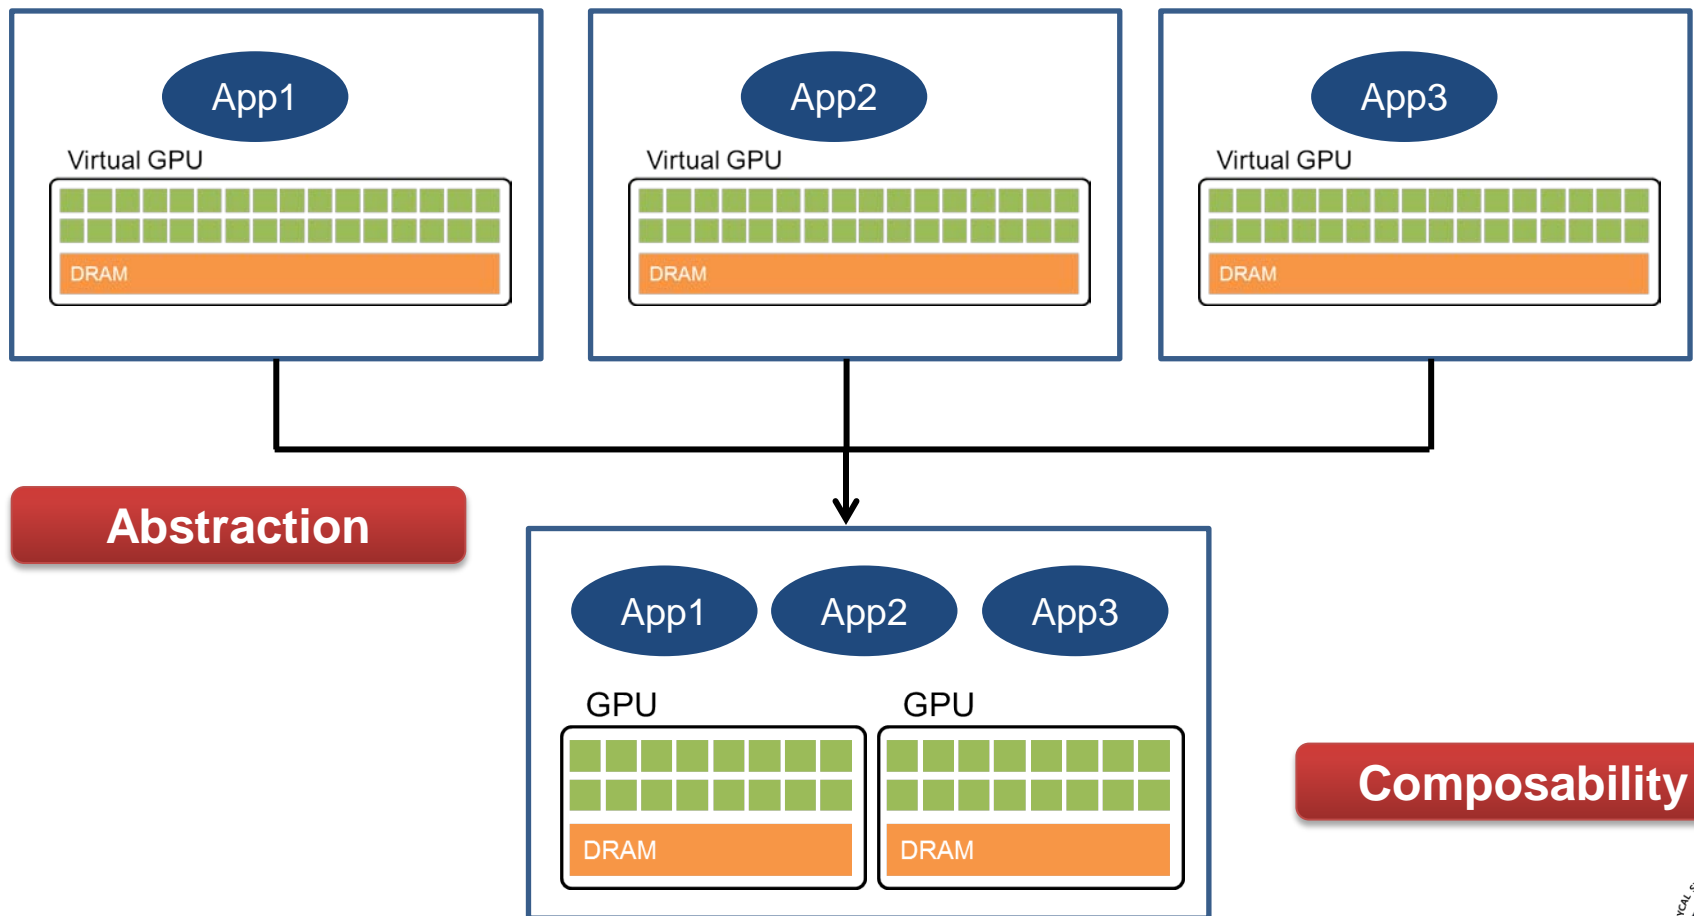 App1
App2
App3
Virtual GPU
Virtual GPU
Virtual GPU
DRAM
DRAM
DRAM
Abstraction
App1
App2
App3
GPU
GPU
Composability
DRAM
DRAM